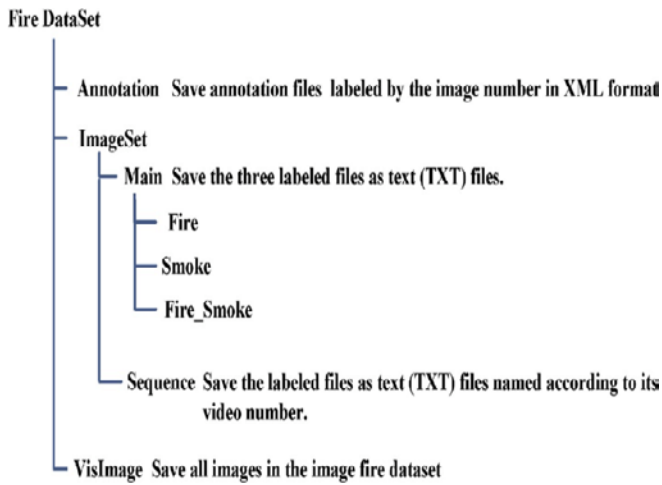 Fire DataSet
Annotation Save annotation files labeled by the image number in XML format
ImageSet
Main Save the three labeled files as text (TXT) files.
Fire
Smoke
Fire_Smoke
Sequence Save the labeled files as text (TXT) files named according to its
video number.
VisImage Save all images in the image fire dataset